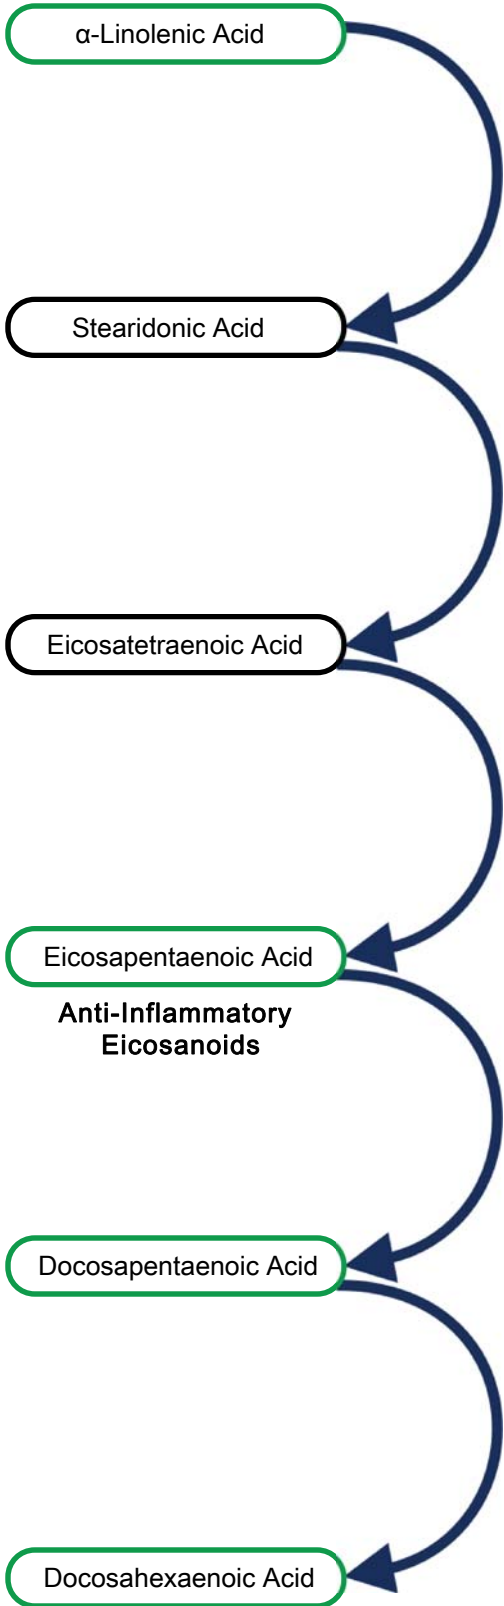 α-Linolenic Acid
Stearidonic Acid
Eicosatetraenoic Acid
Eicosapentaenoic Acid
Anti-Inflammatory
Eicosanoids
Docosapentaenoic Acid
Docosahexaenoic Acid